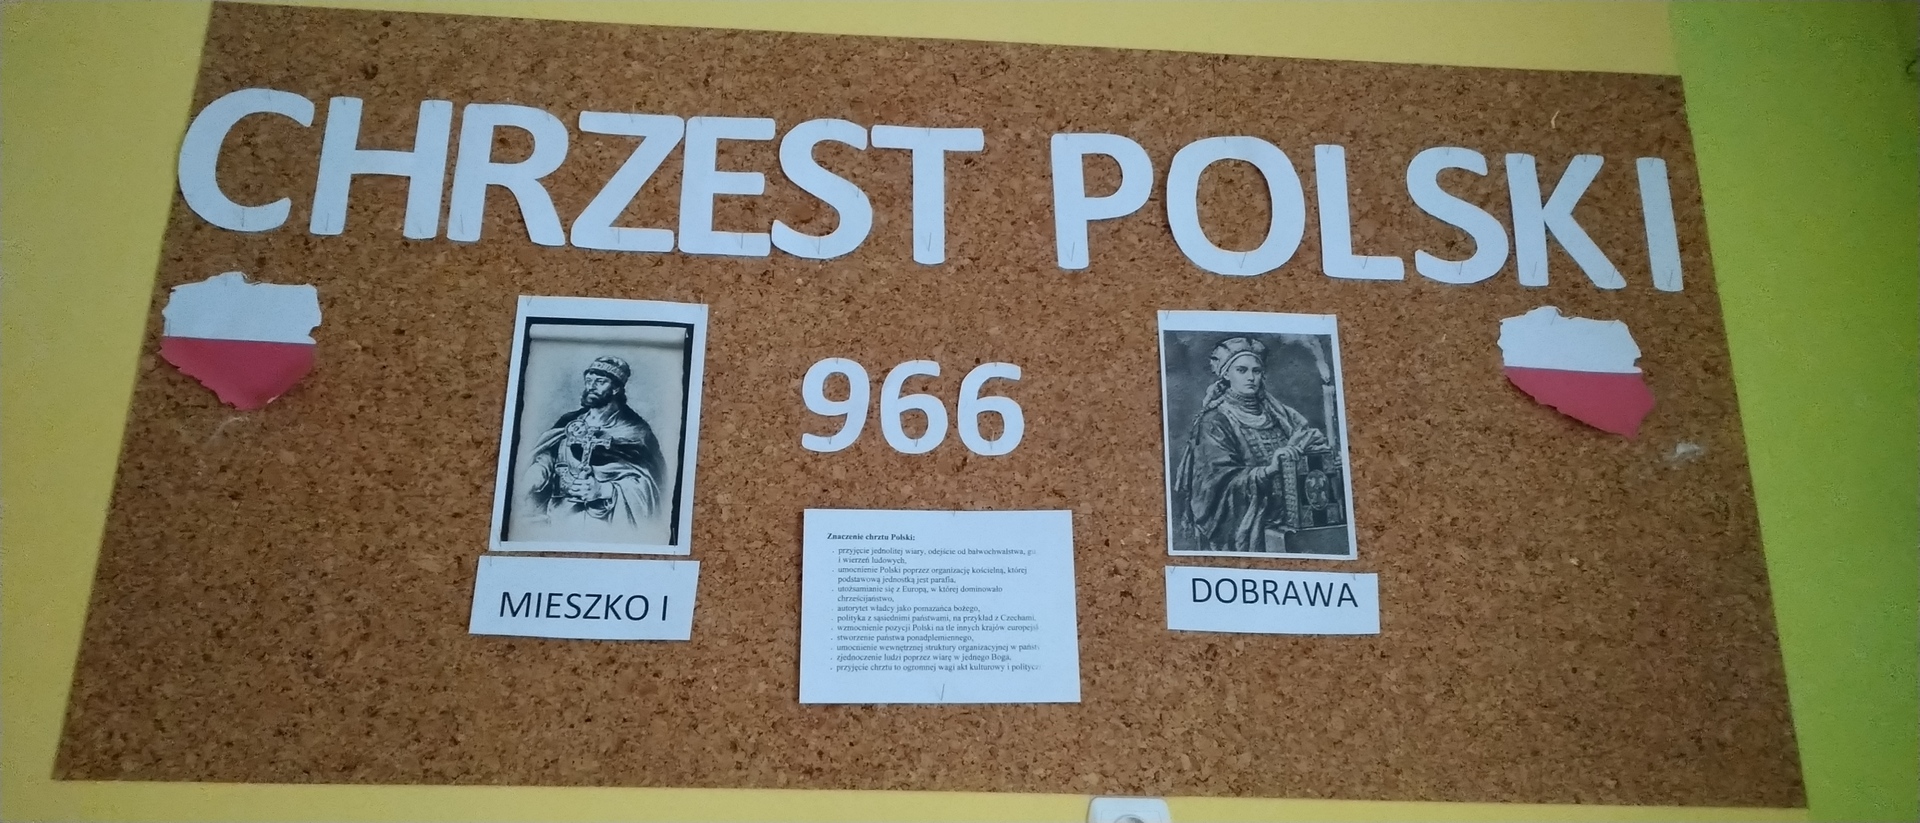 CHRZEST POLSKI
966
MIESZKO I
DOBRAWA
Znaczenie chrztu Polski:
przyjęcie jednolitej wiary, odejście od bałwochwalstwa,
i wierzeń ludowych,
umocnienie Polski poprzez organizację kościelną, której
podstawową jednostką jest parafia,
utożsamianie się z Europą, w której dominowało
chrześcijaństwo,
autorytet władcy jako pomazańca bożego,
polityka z sąsiednimi państwami, na przykład z Czechami,
wzmocnienie pozycji Polski na tle innych krajów
stworzenie państwa ponadplemiennego,
umocnienie wewnętrznej struktury organizacyjnej w
zjednoczenie ludzi poprzez wiarę w jednego Boga,
przyjęcie chrztu to ogromnej wagi akt kulturowy i